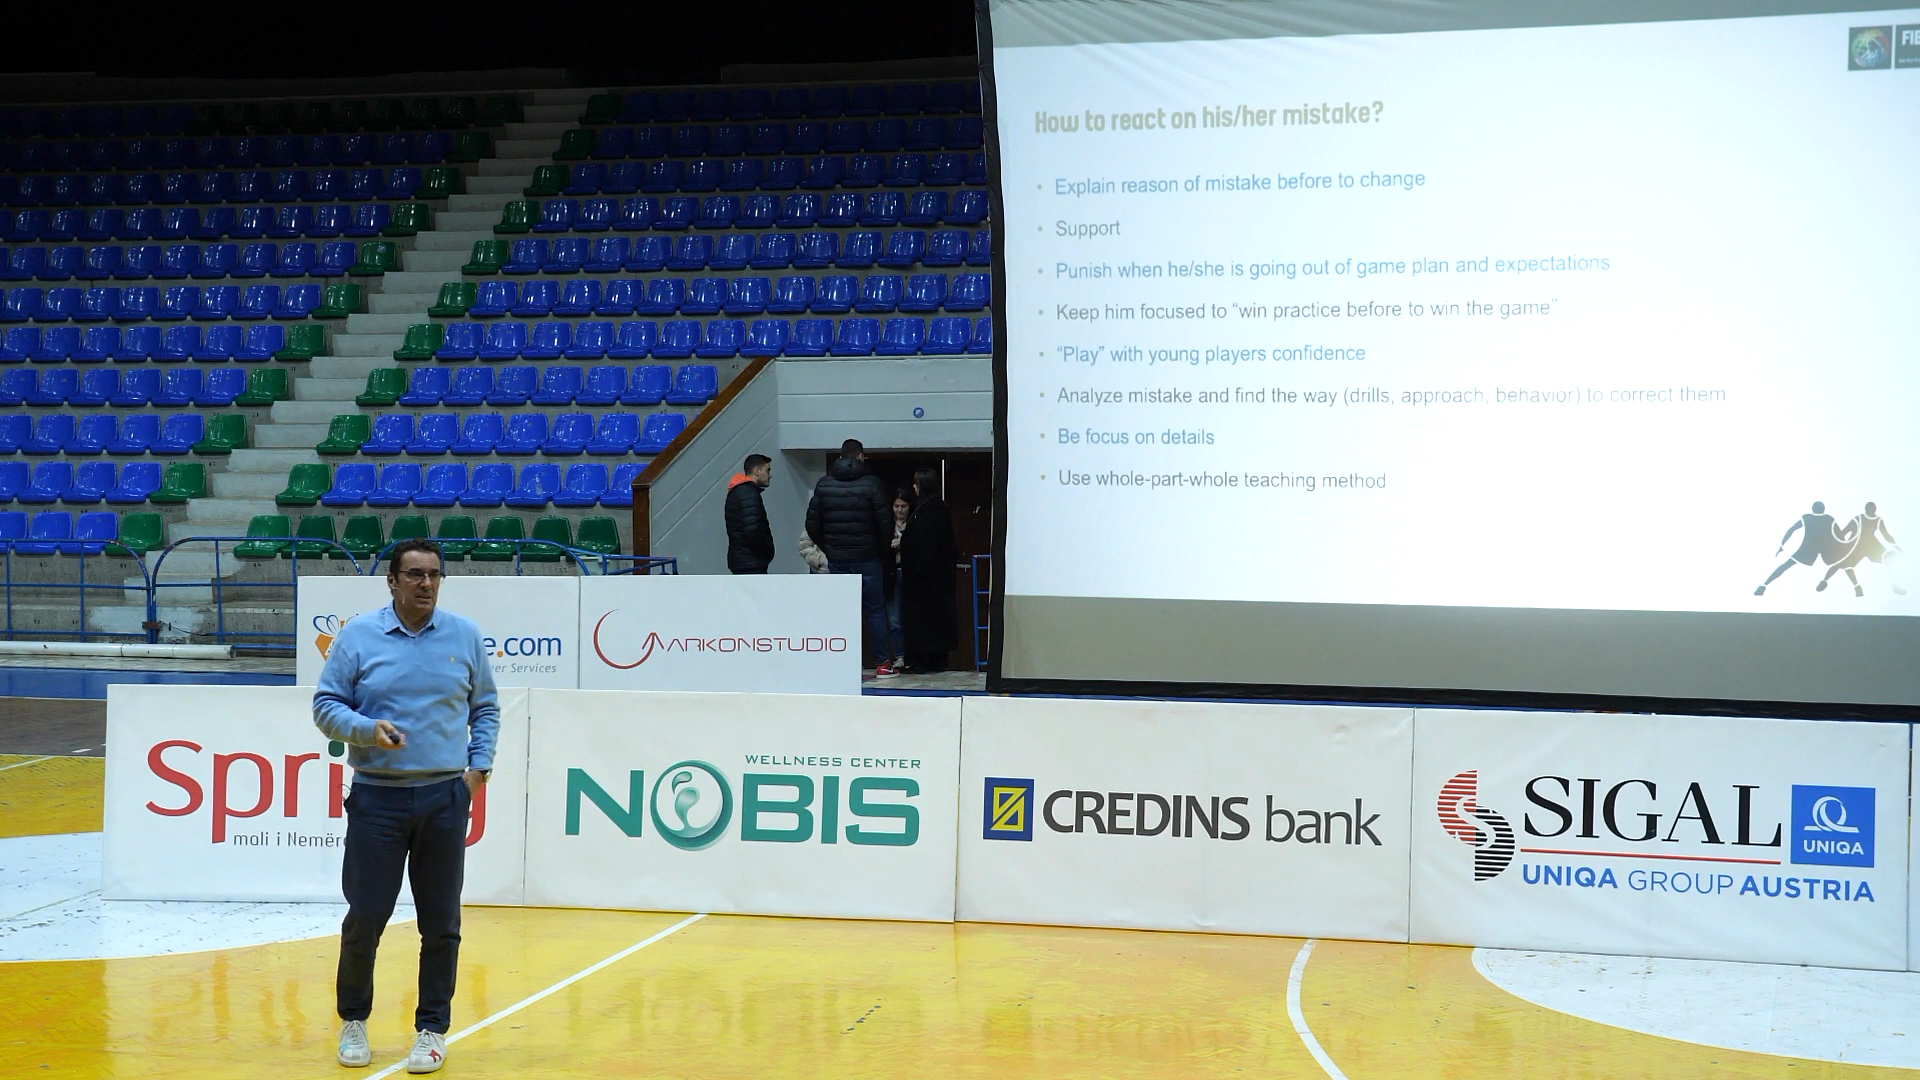 How to react on his/her mistake?
• Explain reason of mistake before to change
• Support
• Punish when he/she is going out of game plan and expectations
• Keep him focused to “win practice before to win the game”
• “Play” with young players confidence
• Analyze mistake and find the way (drills, approach, behavior) to correct them
• Be focus on details
• Use whole-part-whole teaching method
e.com
ARKONSTUDIO
Services
Spring
mali i
WELLNESS CENTER
NOBIS
CREDINS bank
SIGAL
UNIQA
UNIQA GROUP AUSTRIA